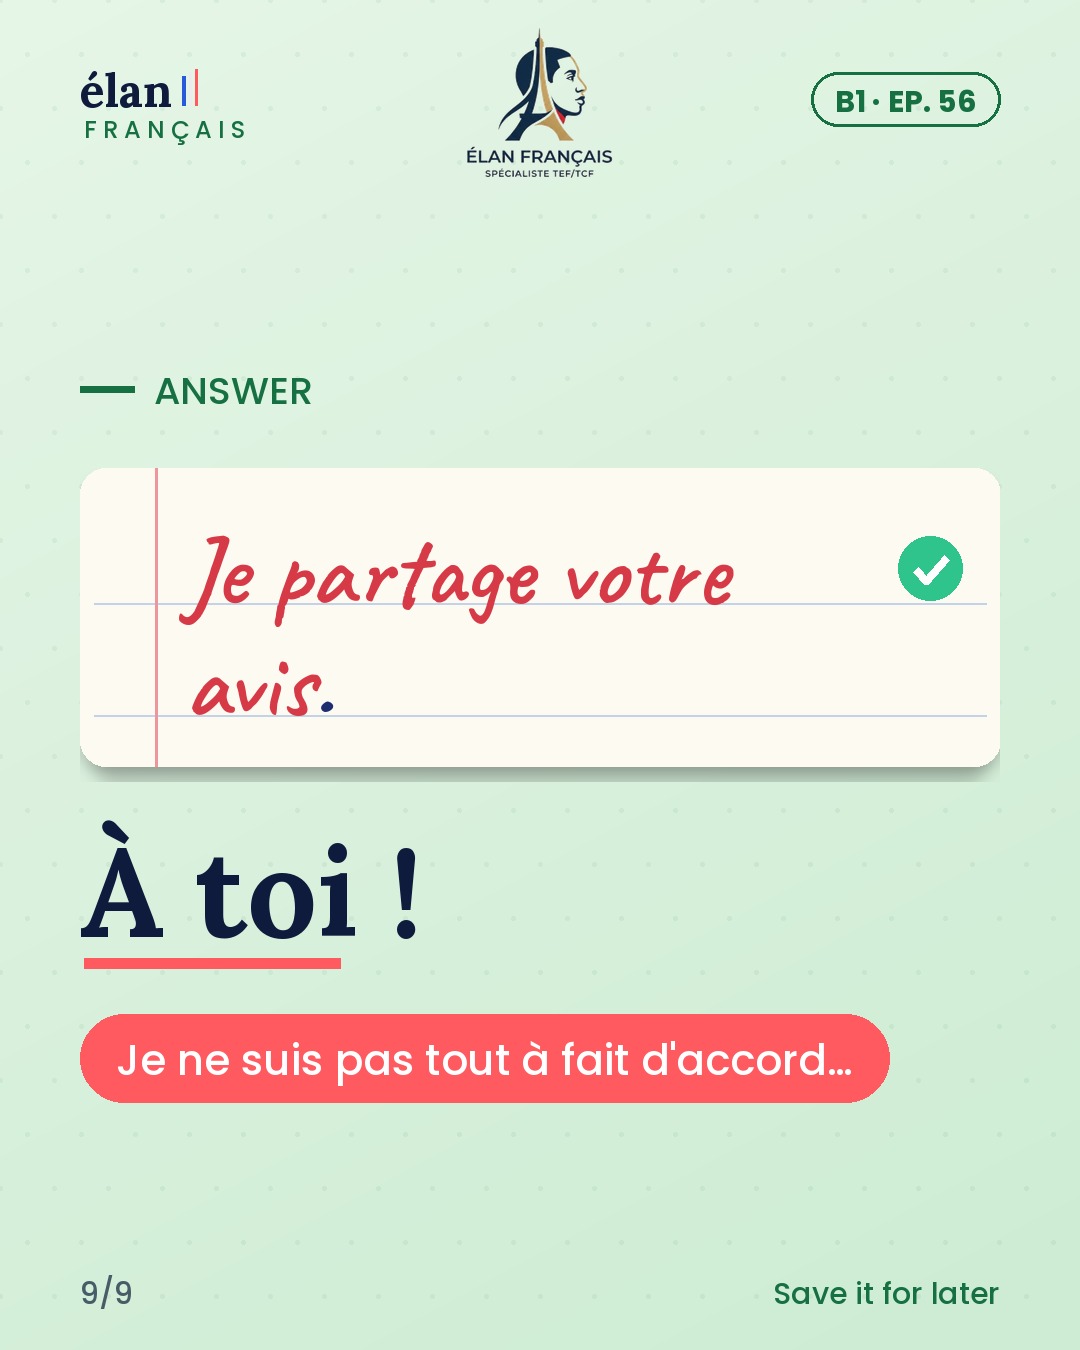 élan
FRANÇAIS
ÉLAN FRANÇAIS
SPÉCIALISTE TEF/TCF
B1 · EP. 56
ANSWER
Je partage votre
avis.
À toi !
Je ne suis pas tout à fait d'accord...
9/9
Save it for later